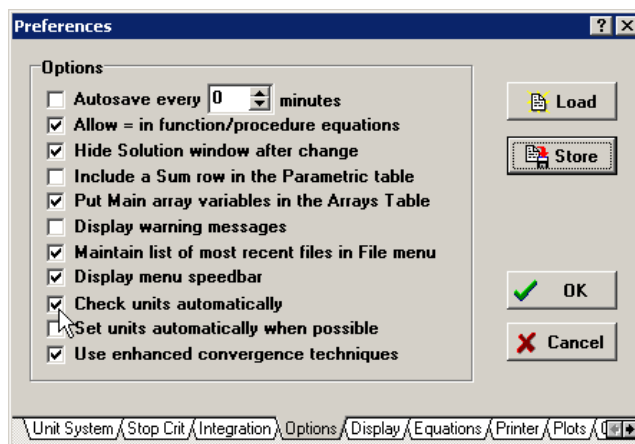 Preferences
Options
Autosave every 0 minutes
Allow = in function/procedure equations
Hide Solution window after change
Include a Sum row in the Parametric table
Put Main array variables in the Arrays Table
Display warning messages
Maintain list of most recent files in File menu
Display menu speedbar
Check units automatically
Set units automatically when possible
Use enhanced convergence techniques
Load
Store
OK
Cancel
Unit System Stop Crit Integration Options Display Equations Printer Plots